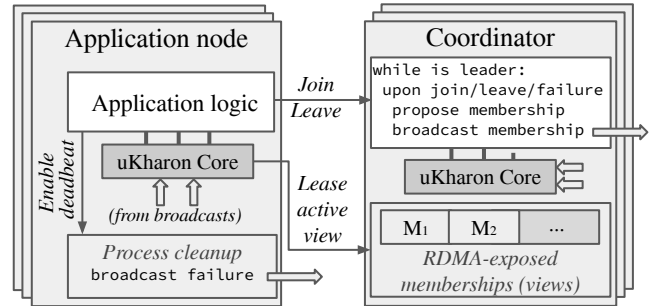 Application node
Application logic
uKharon Core
(from broadcasts)
Enable
deadbeat
Process cleanup
broadcast failure
Join
Leave
Lease
active
view
Coordinator
while is leader:
upon join/leave/failure
propose membership
broadcast membership
uKharon Core
M1 M2 ...
RDMA-exposed
memberships (views)